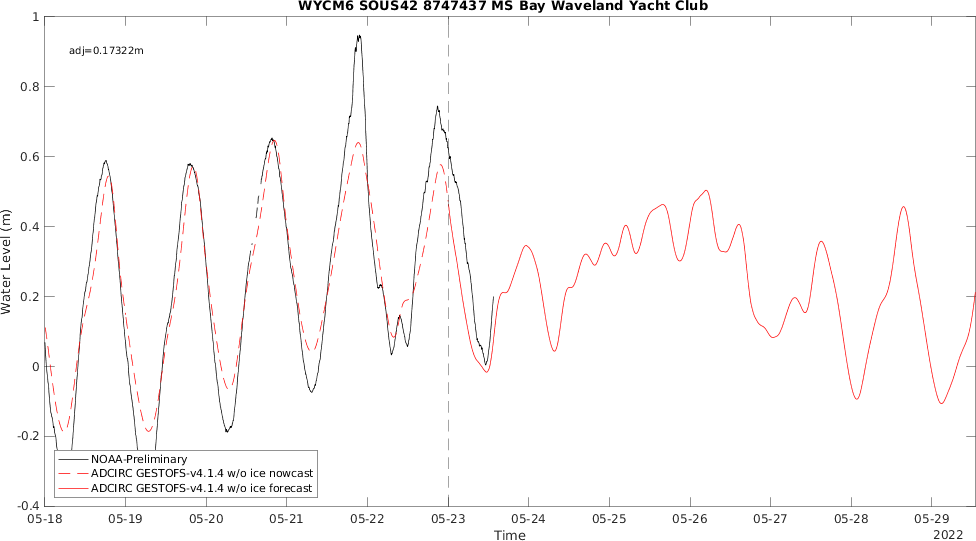 WYCM6 SOUS42 8747437 MS Bay Waveland Yacht Club
adj=0.17322m
Water Level (m)
1
0.8
0.6
0.4
0.2
0
-0.2
-0.4
NOAA-Preliminary
ADCIRC GESTOFS-v4.1.4 w/o ice nowcast
ADCIRC GESTOFS-v4.1.4 w/o ice forecast
05-18 05-19 05-20 05-21 05-22 05-23 05-24 05-25 05-26 05-27 05-28 05-29
Time
2022